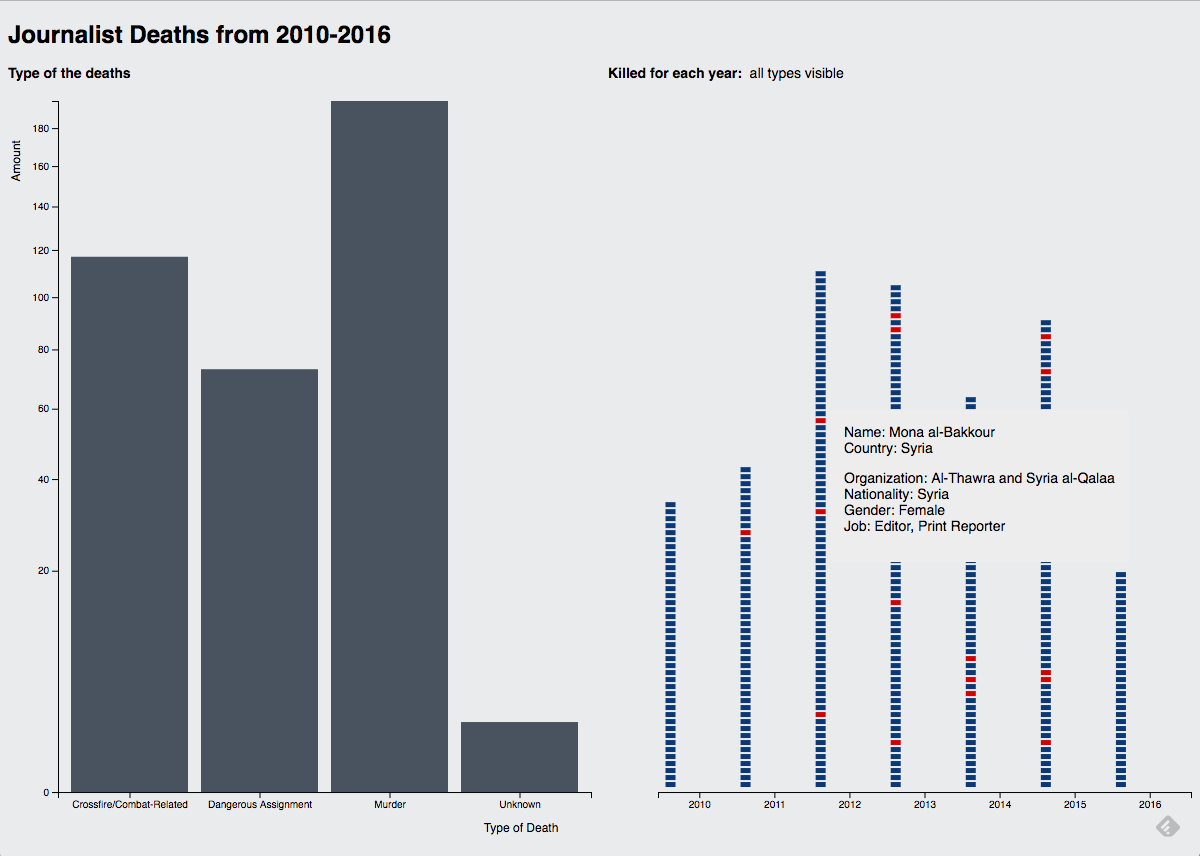 Journalist Deaths from 2010-2016
Type of the deaths
Killed for each year: all types visible
Amount
180
160
140
120
100
80
60
40
20
0
Crossfire/Combat-Related
Dangerous Assignment
Murder
Unknown
Type of Death
Name: Mona al-Bakkour
Country: Syria
Organization: Al-Thawra and Syria al-Qalaa
Nationality: Syria
Gender: Female
Job: Editor, Print Reporter
2010
2011
2012
2013
2014
2015
2016